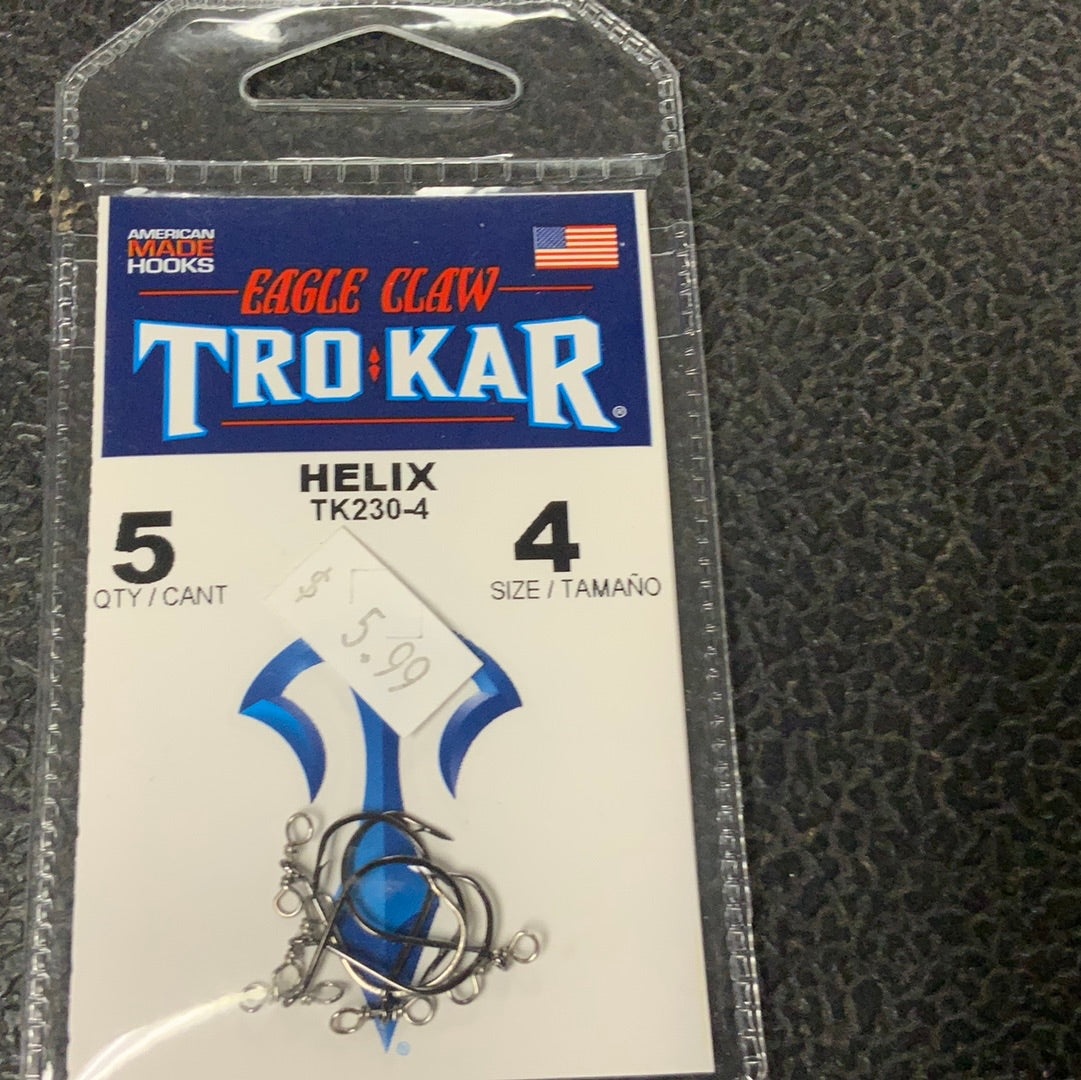 AMERICAN
MADE
HOOKS
EAGLE CLAW
TRO KAR®
HELIX
TK230-4
5
QTY / CANT
4
SIZE / TAMAÑO
5.99
®